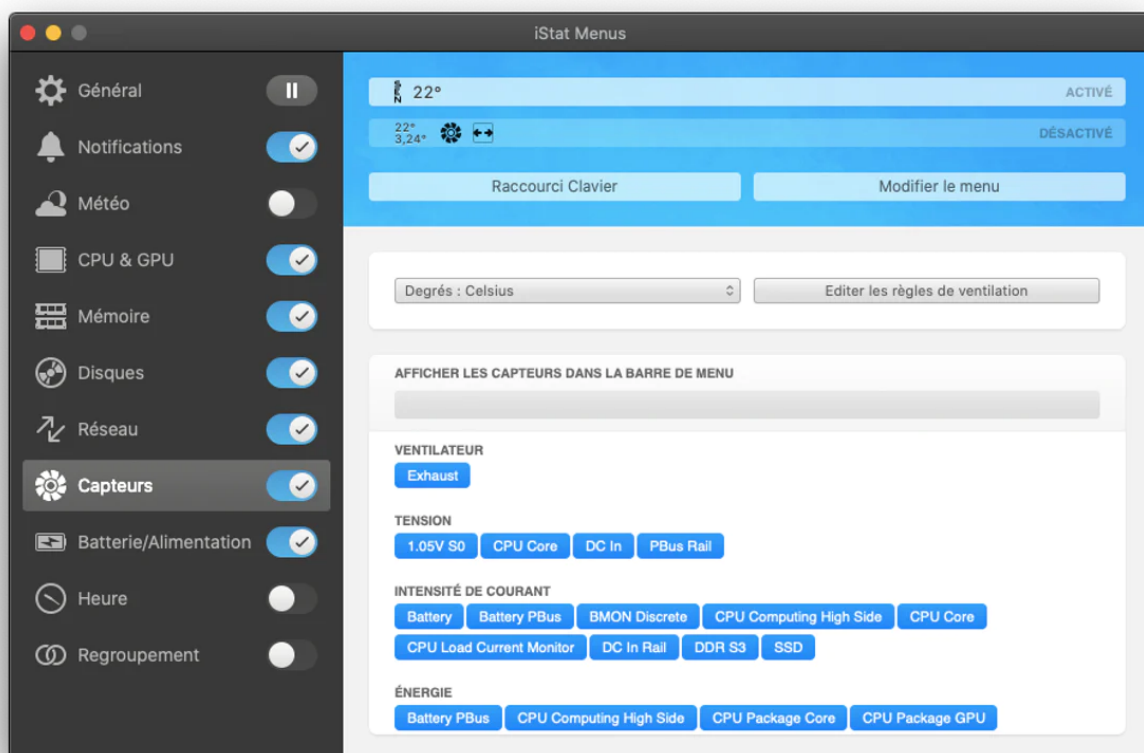 iStat Menus
Général
Notifications
Météo
CPU & GPU
Mémoire
Disques
Réseau
Capteurs
Batterie/Alimentation
Heure
Regroupement
SEN 22° ACTIVÉ
22° 3,24° DÉSACTIVÉ
Raccourci Clavier Modifier le menu
Degrés : Celsius Editer les règles de ventilation
AFFICHER LES CAPTEURS DANS LA BARRE DE MENU
VENTILATEUR
Exhaust
TENSION
1.05V S0 CPU Core DC In PBus Rail
INTENSITÉ DE COURANT
Battery Battery PBus BMON Discrete CPU Computing High Side CPU Core
CPU Load Current Monitor DC In Rail DDR S3 SSD
ÉNERGIE
Battery PBus CPU Computing High Side CPU Package Core CPU Package GPU